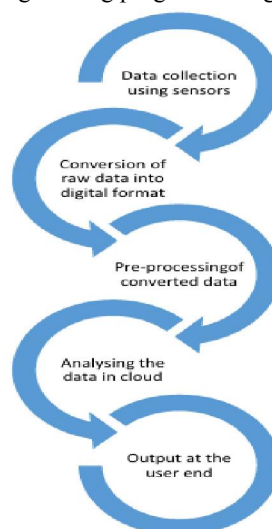 Data collection
using sensors
Conversion of
raw data into
digital format
Pre-processingof
converted data
Analysing the
data in cloud
Output at the
user end